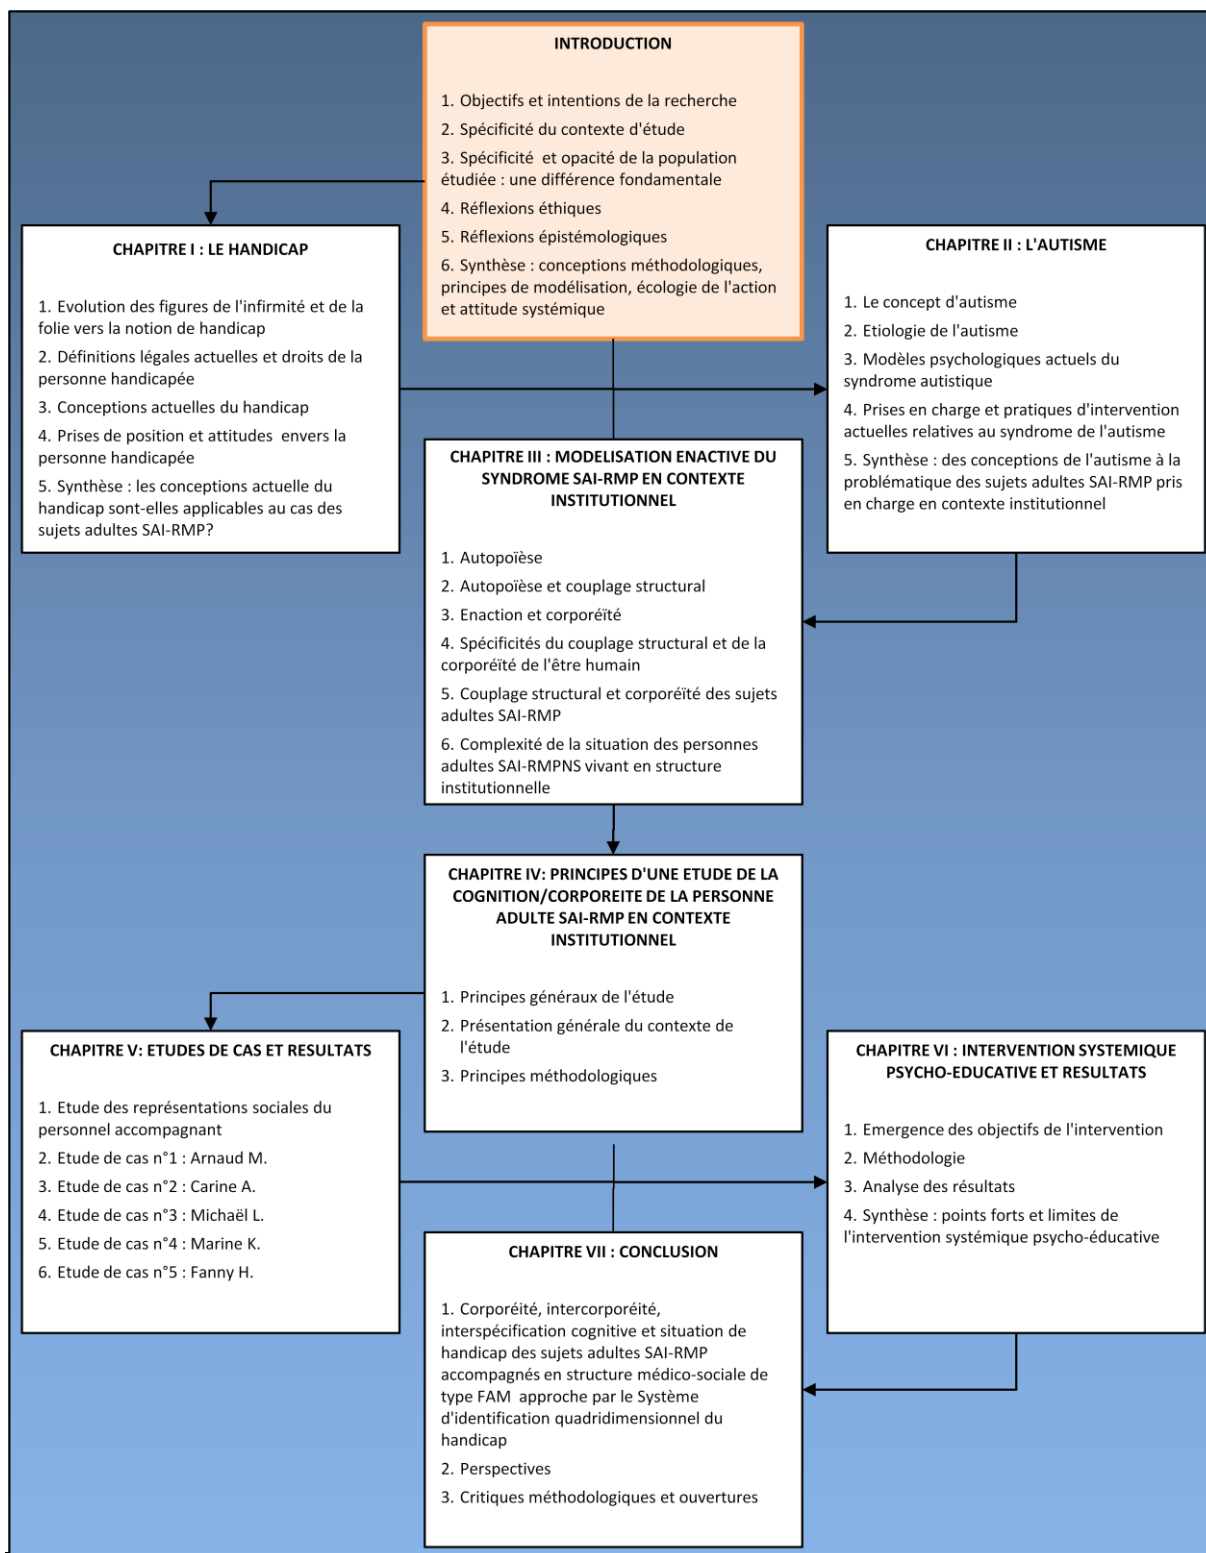 INTRODUCTION
1. Objectifs et intentions de la recherche
2. Spécificité du contexte d'étude
3. Spécificité et opacité de la population
étudiée : une différence fondamentale
4. Réflexions éthiques
5. Réflexions épistémologiques
6. Synthèse : conceptions méthodologiques,
principes de modélisation, écologie de l'action
et attitude systémique
CHAPITRE I : LE HANDICAP
1. Evolution des figures de l'infirmité et de la
folie vers la notion de handicap
2. Définitions légales actuelles et droits de la
personne handicapée
3. Conceptions actuelles du handicap
4. Prises de position et attitudes envers la
personne handicapée
5. Synthèse : les conceptions actuelle du
handicap sont-elles applicables au cas des
sujets adultes SAI-RMP?
CHAPITRE II : L'AUTISME
1. Le concept d'autisme
2. Etiologie de l'autisme
3. Modèles psychologiques actuels du
syndrome autistique
4. Prises en charge et pratiques d'intervention
actuelles relatives au syndrome de l'autisme
5. Synthèse : des conceptions de l'autisme à la
problématique des sujets adultes SAI-RMP pris
en charge en contexte institutionnel
CHAPITRE III : MODELISATION ENACTIVE DU
SYNDROME SAI-RMP EN CONTEXTE
INSTITUTIONNEL
1. Autopoïèse
2. Autopoïèse et couplage structural
3. Enaction et corporéïté
4. Spécificités du couplage structural et de la
corporéïté de l'être humain
5. Couplage structural et corporéïté des sujets
adultes SAI-RMP
6. Complexité de la situation des personnes
adultes SAI-RMPNS vivant en structure
institutionnelle
CHAPITRE IV: PRINCIPES D'UNE ETUDE DE LA
COGNITION/CORPOREITE DE LA PERSONNE
ADULTE SAI-RMP EN CONTEXTE
INSTITUTIONNEL
1. Principes généraux de l'étude
2. Présentation générale du contexte de
l'étude
3. Principes méthodologiques
CHAPITRE V: ETUDES DE CAS ET RESULTATS
1. Etude des représentations sociales du
personnel accompagnant
2. Etude de cas n°1 : Arnaud M.
3. Etude de cas n°2 : Carine A.
4. Etude de cas n°3 : Michaël L.
5. Etude de cas n°4 : Marine K.
6. Etude de cas n°5 : Fanny H.
CHAPITRE VI : INTERVENTION SYSTEMIQUE
PSYCHO-EDUCATIVE ET RESULTATS
1. Emergence des objectifs de l'intervention
2. Méthodologie
3. Analyse des résultats
4. Synthèse : points forts et limites de
l'intervention systémique psycho-éducative
CHAPITRE VII : CONCLUSION
1. Corporéité, intercorporéité,
interspécification cognitive et situation de
handicap des sujets adultes SAI-RMP
accompagnés en structure médico-sociale de
type FAM approche par le Système
d'identification quadridimensionnel du
handicap
2. Perspectives
3. Critiques méthodologiques et ouvertures